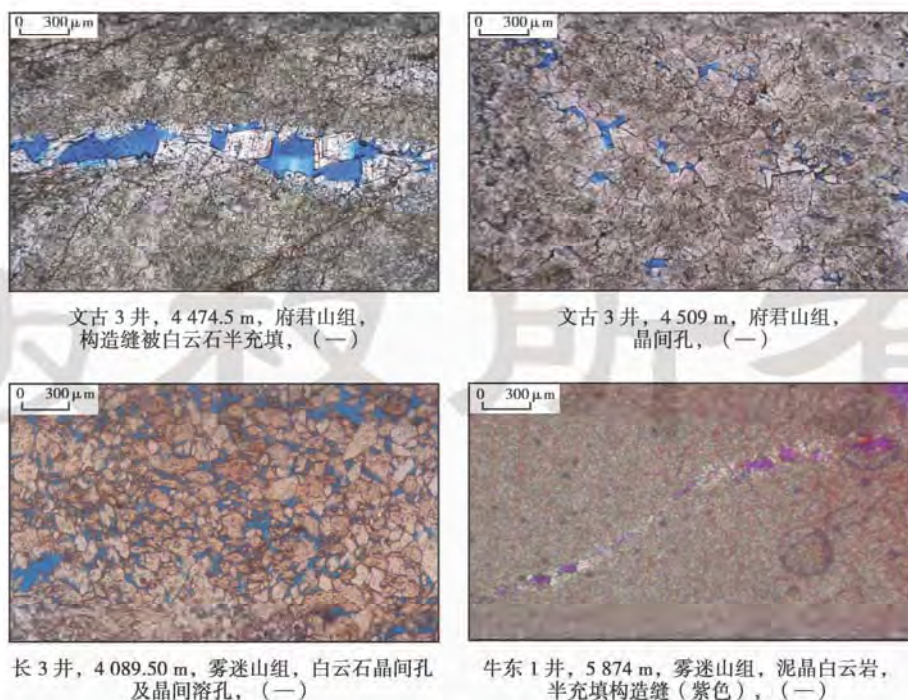 0 300 μm
0 300 μm
文古 3 井，4 474.5 m，府君山组，
构造缝被白云石半充填，（—）
文古 3 井，4 509 m，府君山组，
晶间孔，（—）
0 300 μm
0 300 μm
长 3 井，4 089.50 m，雾迷山组，白云石晶间孔
及晶间溶孔，（—）
牛东 1 井，5 874 m，雾迷山组，泥晶白云岩，
半充填构造缝（紫色），（—）